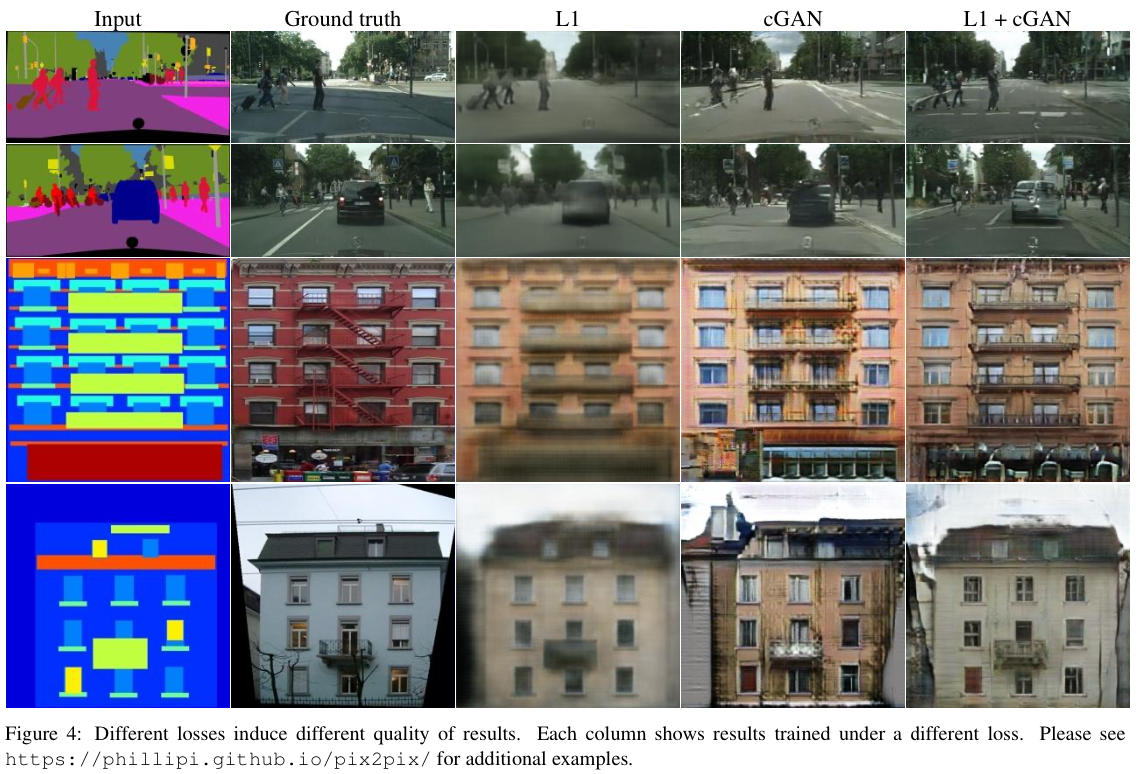 Input Ground truth L1 cGAN L1 + cGAN
Figure 4: Different losses induce different quality of results. Each column shows results trained under a different loss. Please see
https://phillipi.github.io/pix2pix/ for additional examples.